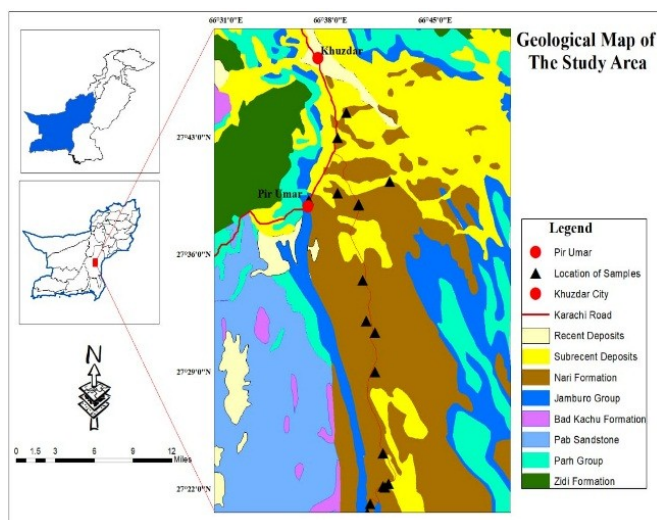 66°31'0"E 66°38'0"E 66°45'0"E
Geological Map of
The Study Area
Khuzdar
27°43'0"N
Pir Umar
27°36'0"N
27°29'0"N
27°22'0"N
N
0 1.5 3 6 9 12
Miles
Legend
Pir Umar
Location of Samples
Khuzdar City
Karachi Road
Recent Deposits
Subrecent Deposits
Nari Formation
Jamburo Group
Bad Kachu Formation
Pab Sandstone
Parh Group
Zidi Formation